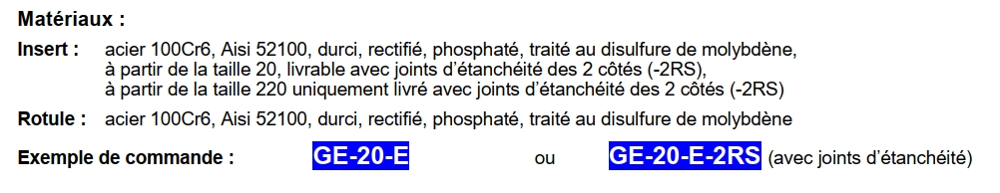 Matériaux :
Insert : acier 100Cr6, Aisi 52100, durci, rectifié, phosphaté, traité au disulfure de molybdène,
à partir de la taille 20, livrable avec joints d'étanchéité des 2 côtés (-2RS),
à partir de la taille 220 uniquement livré avec joints d'étanchéité des 2 côtés (-2RS)
Rotule : acier 100Cr6, Aisi 52100, durci, rectifié, phosphaté, traité au disulfure de molybdène
Exemple de commande : GE-20-E ou GE-20-E-2RS (avec joints d'étanchéité)